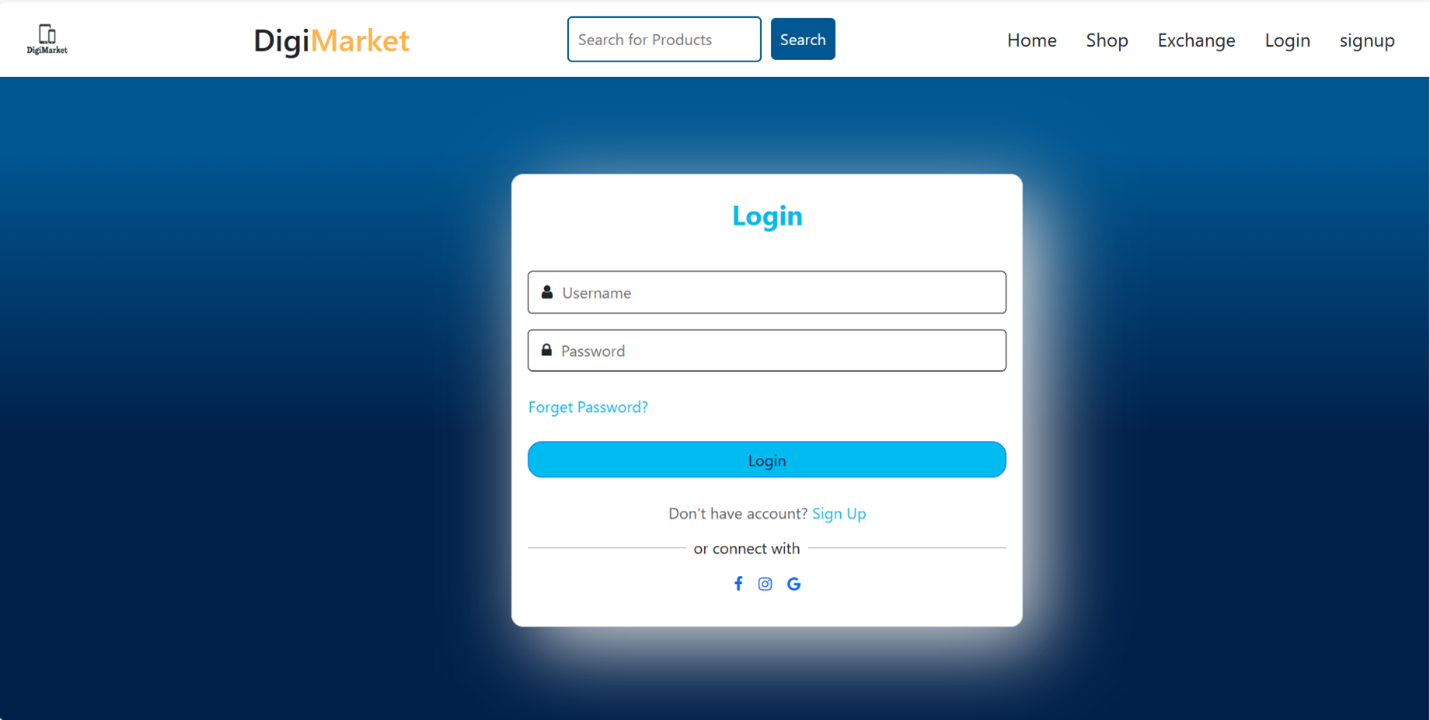 DigiMarket
DigiMarket
Search for Products
Search
Home Shop Exchange Login signup
Login
Username
Password
Forget Password?
Login
Don't have account? Sign Up
or connect with